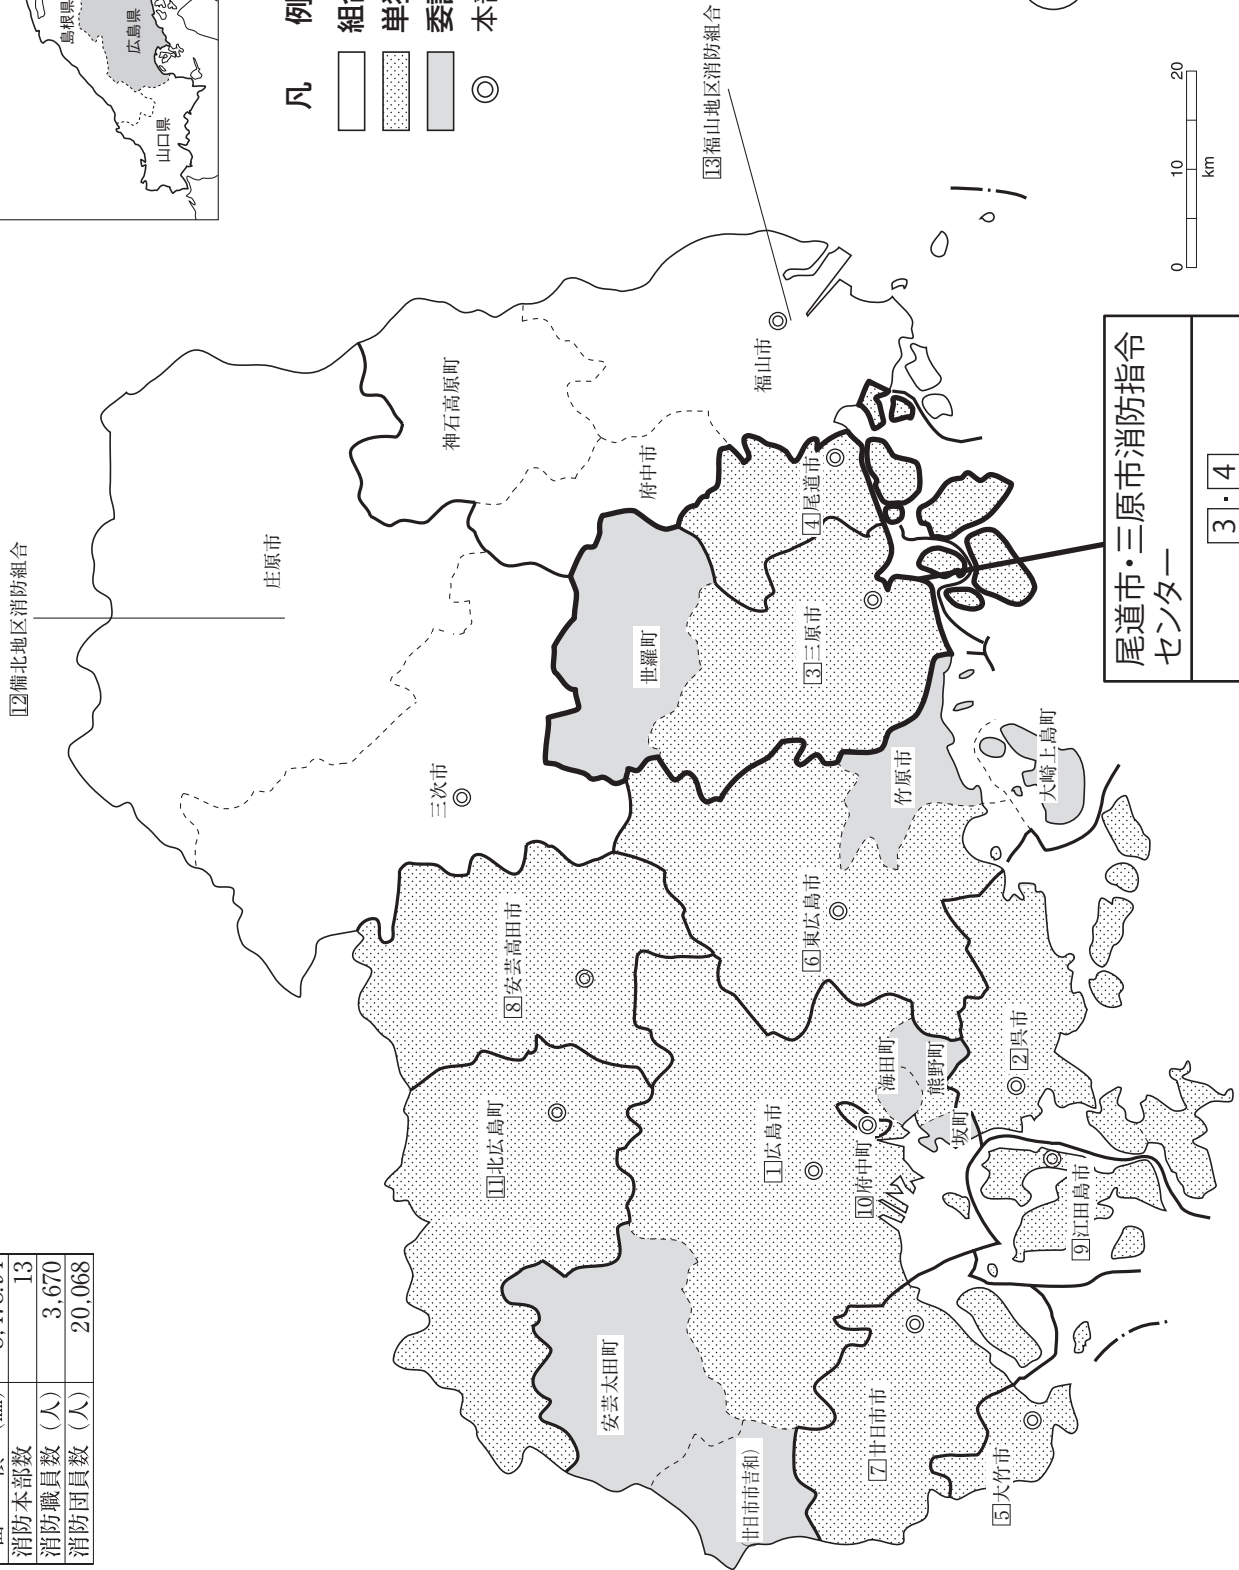 消防本部数 13
消防職員数（人） 3,670
消防団員数（人） 20,068
島根県
広島県
山口県
凡 例
本
12備北地区消防組合
13福山地区消防組合
庄原市
神石高原町
三次市
府中市
福山市
世羅町
4尾道市
3三原市
竹原市
大崎上島町
8安芸高田市
6東広島市
11北広島町
1広島市
海田町
熊野町
坂町
10府中町
2呉市
9江田島市
安芸太田町
廿日市市(吉和)
7廿日市市
5大竹市
尾道市・三原市消防指令
センター
3・4
0 10 20
km